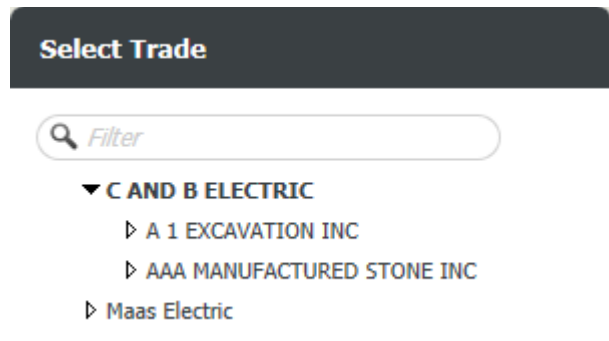 Select Trade
Filter
C AND B ELECTRIC
A 1 EXCAVATION INC
AAA MANUFACTURED STONE INC
Maas Electric